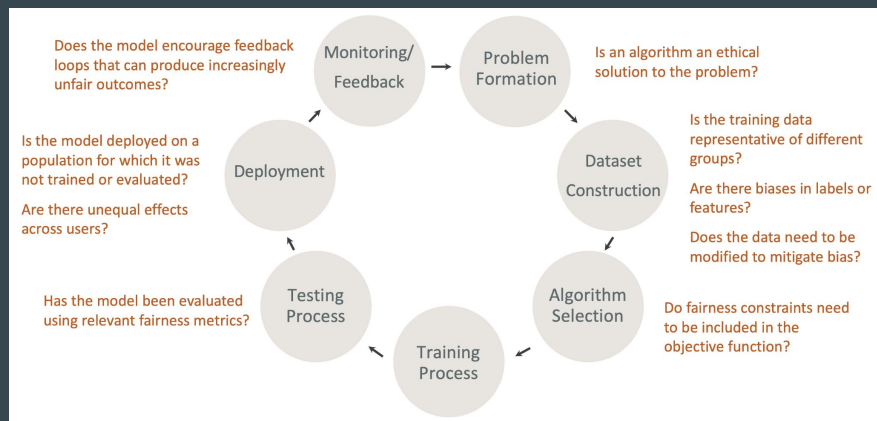 Does the model encourage feedback
loops that can produce increasingly
unfair outcomes?
Monitoring/
Feedback
Problem
Formation
Is an algorithm an ethical
solution to the problem?
Is the training data
representative of different
groups?
Are there biases in labels or
features?
Does the data need to be
modified to mitigate bias?
Dataset
Construction
Is the model deployed on a
population for which it was
not trained or evaluated?
Are there unequal effects
across users?
Deployment
Algorithm
Selection
Do fairness constraints need
to be included in the
objective function?
Has the model been evaluated
using relevant fairness metrics?
Testing
Process
Training
Process